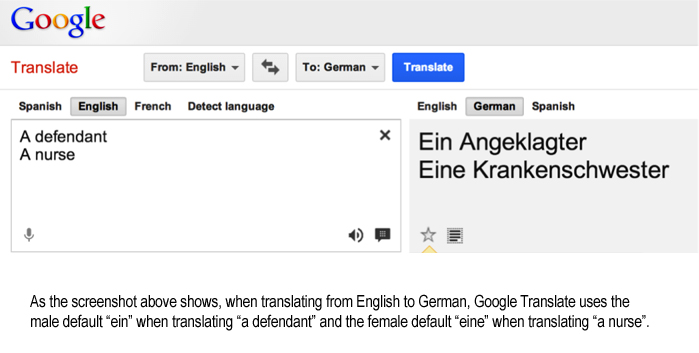 Google
Translate From: English To: German Translate
Spanish English French Detect language English German Spanish
A defendant
A nurse
Ein Angeklagter
Eine Krankenschwester
As the screenshot above shows, when translating from English to German, Google Translate uses the
male default “ein” when translating “a defendant” and the female default “eine” when translating “a nurse”.